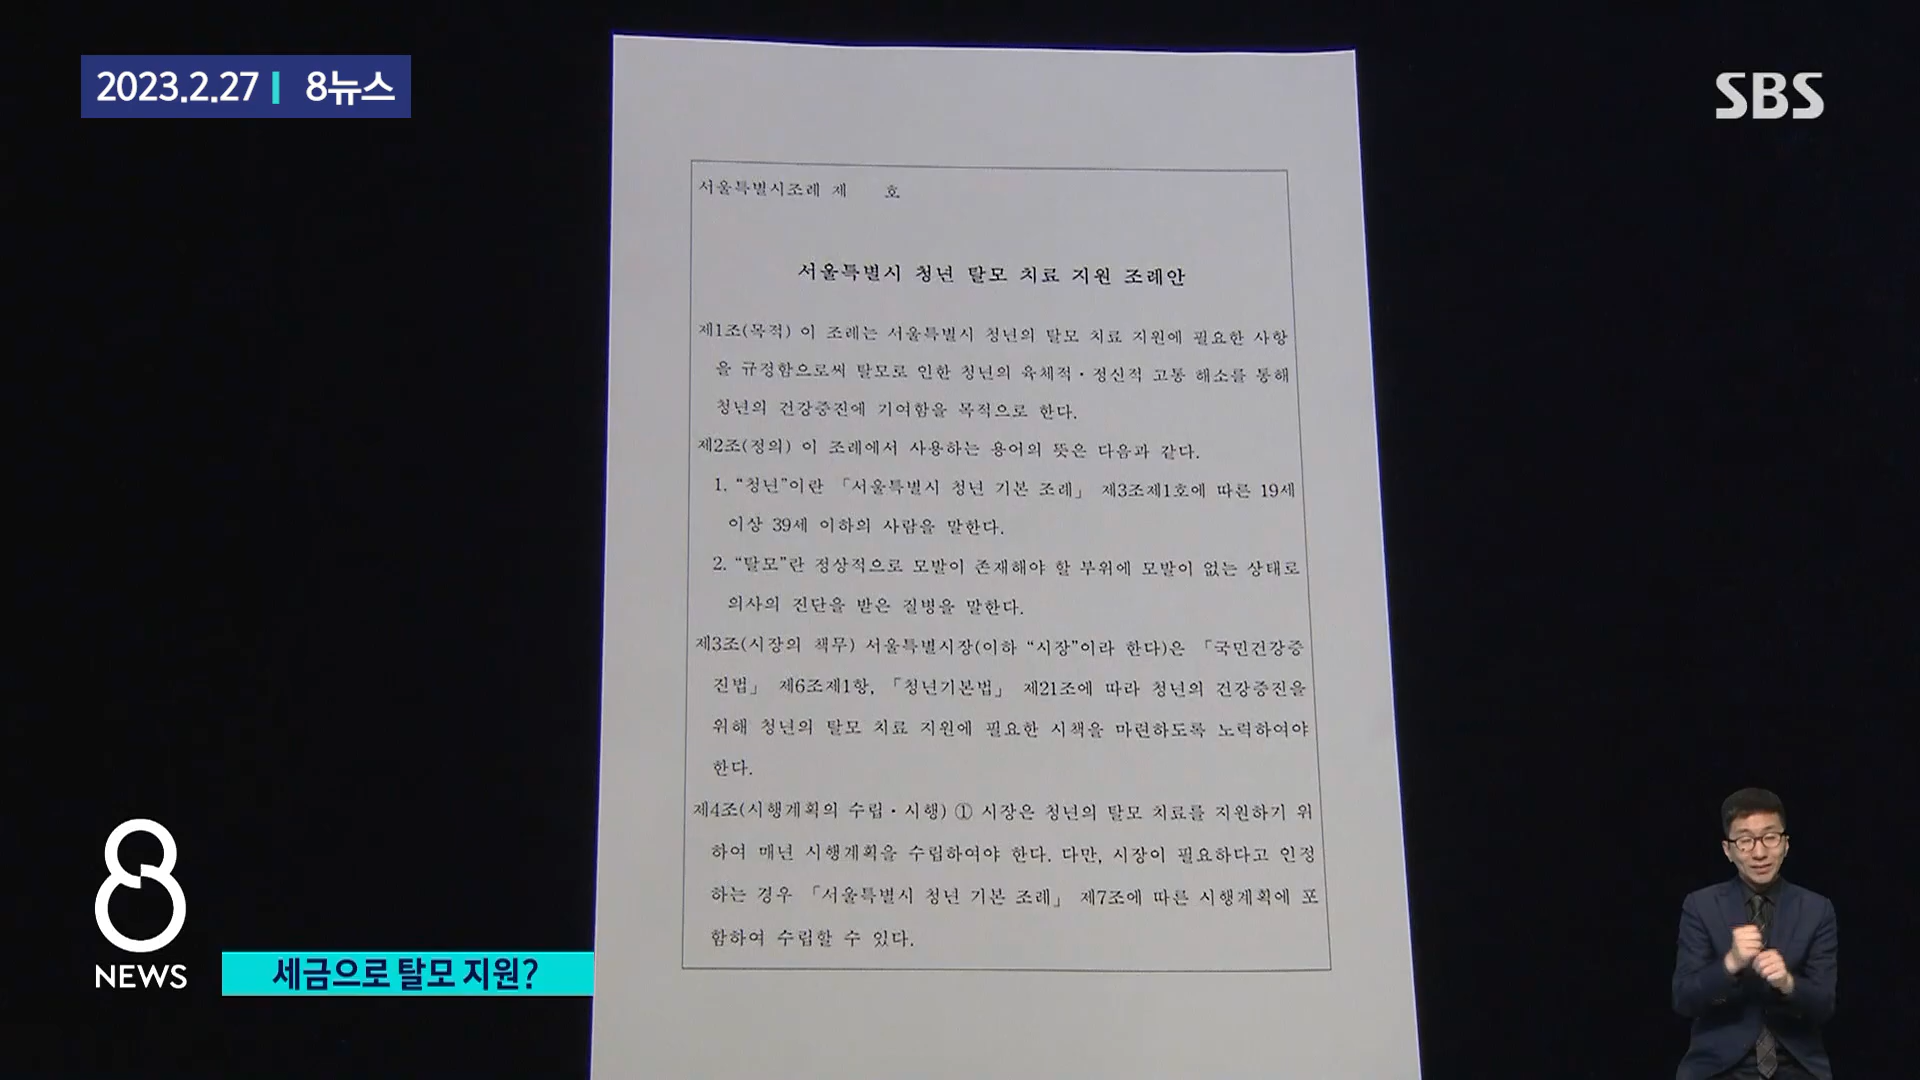 2023.2.27 | 8뉴스
SBS
서울특별시조례 제 호
서울특별시 청년 탈모 치료 지원 조례안
제1조(목적) 이 조례는 서울특별시 청년의 탈모 치료 지원에 필요한 사항
을 규정함으로써 탈모로 인한 청년의 육체적·정신적 고통 해소를 통해
청년의 건강증진에 기여함을 목적으로 한다.
제2조(정의) 이 조례에서 사용하는 용어의 뜻은 다음과 같다.
1. “청년”이란 「서울특별시 청년 기본 조례」 제3조제1호에 따른 19세
이상 39세 이하의 사람을 말한다.
2. “탈모”란 정상적으로 모발이 존재해야 할 부위에 모발이 없는 상태로
의사의 진단을 받은 질병을 말한다.
제3조(시장의 책무) 서울특별시장(이하 “시장”이라 한다)은 「국민건강증
진법」 제6조제1항, 「청년기본법」 제21조에 따라 청년의 건강증진을
위해 청년의 탈모 치료 지원에 필요한 시책을 마련하도록 노력하여야
한다.
제4조(시행계획의 수립·시행) ① 시장은 청년의 탈모 치료를 지원하기 위
하여 매년 시행계획을 수립하여야 한다. 다만, 시장이 필요하다고 인정
하는 경우 「서울특별시 청년 기본 조례」 제7조에 따른 시행계획에 포
함하여 수립할 수 있다.
8
NEWS
세금으로 탈모 지원?